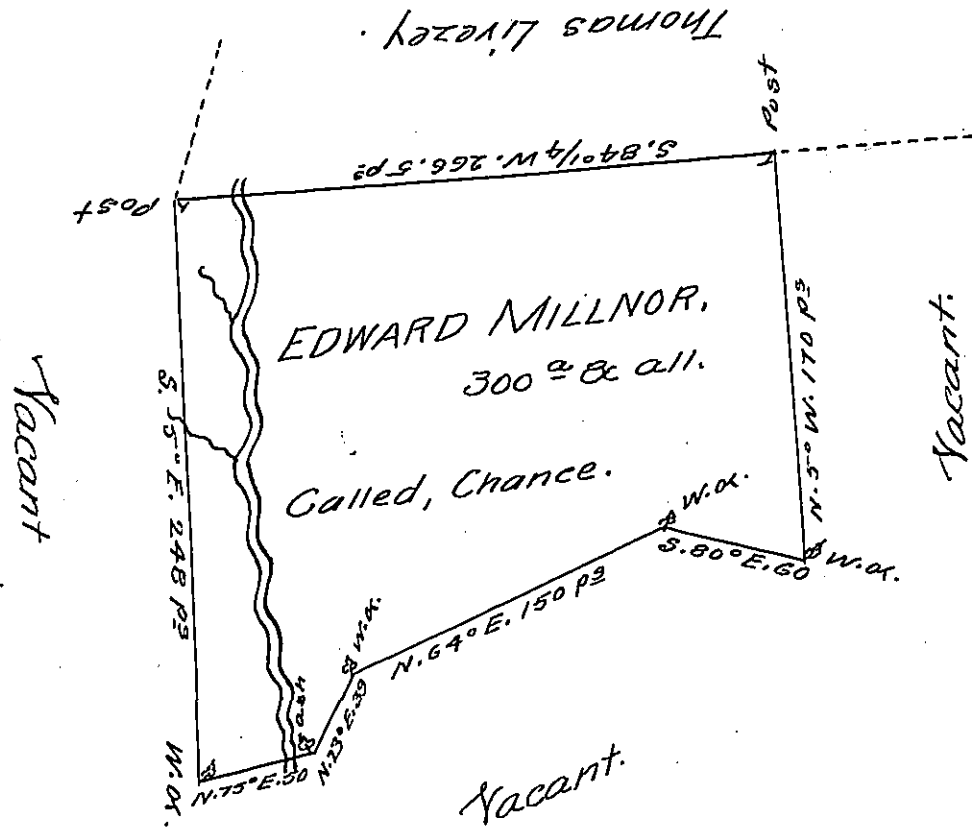 Thomas Livezey.
Post
S. 84° 1/4 W. 266.5 ps
Post
EDWARD MILLNOR.
300 a & all.
Called, Chance.
Vacant
S. 5° E. 248 ps
N. 5° W. 170 ps
Vacant.
W.O.
S. 80° E. 60
W.O.
N. 64° E. 150 ps
W.O.
N. 23° E. 39
ash
N. 75° E. 50
W.O.
Vacant.